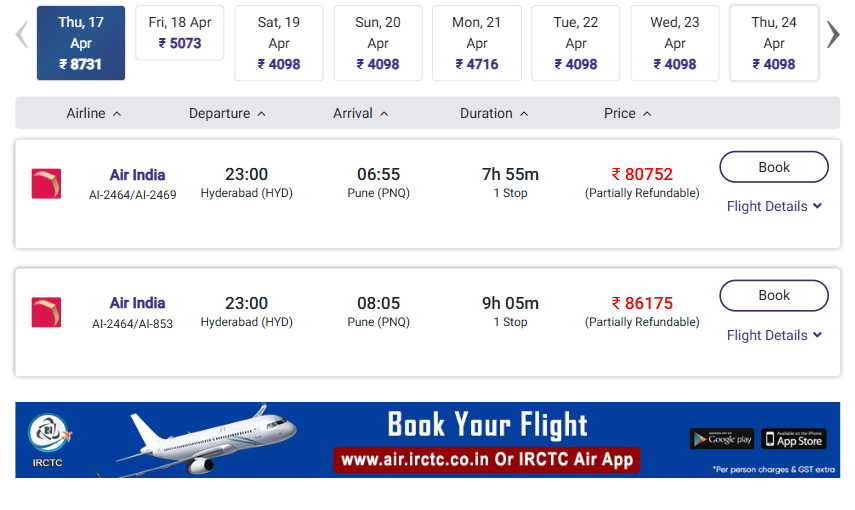 Thu, 17 Apr ₹ 8731
Fri, 18 Apr ₹ 5073
Sat, 19 Apr ₹ 4098
Sun, 20 Apr ₹ 4098
Mon, 21 Apr ₹ 4716
Tue, 22 Apr ₹ 4098
Wed, 23 Apr ₹ 4098
Thu, 24 Apr ₹ 4098
Airline Departure Arrival Duration Price
Air India 23:00 06:55 7h 55m ₹ 80752 Book
AI-2464/AI-2469 Hyderabad (HYD) Pune (PNQ) 1 Stop (Partially Refundable)
Flight Details
Air India 23:00 08:05 9h 05m ₹ 86175 Book
AI-2464/AI-853 Hyderabad (HYD) Pune (PNQ) 1 Stop (Partially Refundable)
Flight Details
IRCTC
Book Your Flight
www.air.irctc.co.in Or IRCTC Air App
Google play
Available on the iPhone
App Store
*Per person charges & GST extra